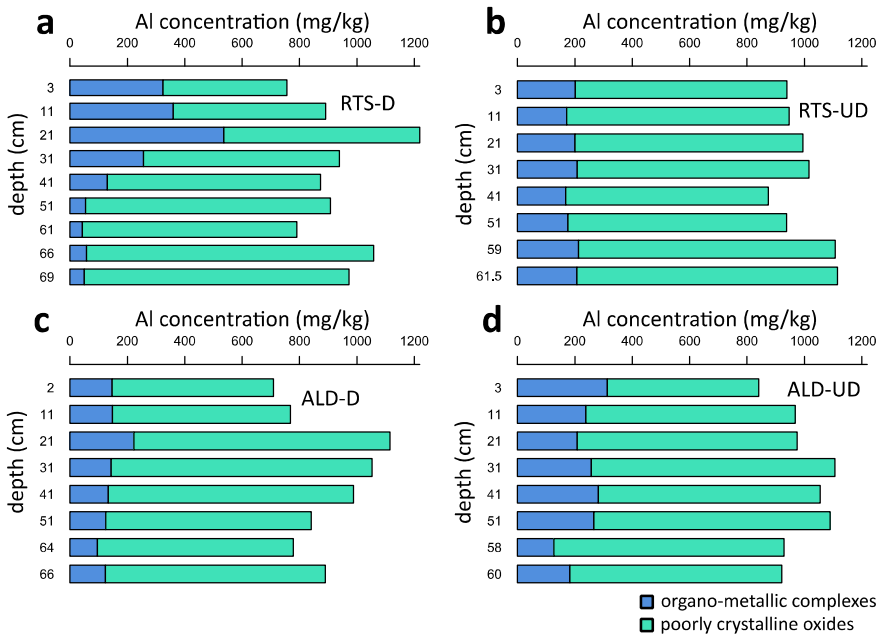 a
Al concentration (mg/kg)
0 200 400 600 800 1000 1200
depth (cm)
RTS-D
3
11
21
31
41
51
61
66
69
b
Al concentration (mg/kg)
0 200 400 600 800 1000 1200
depth (cm)
RTS-UD
3
11
21
31
41
51
59
61.5
c
Al concentration (mg/kg)
0 200 400 600 800 1000 1200
depth (cm)
ALD-D
2
11
21
31
41
51
64
66
d
Al concentration (mg/kg)
0 200 400 600 800 1000 1200
depth (cm)
ALD-UD
3
11
21
31
41
51
58
60
organo-metallic complexes
poorly crystalline oxides